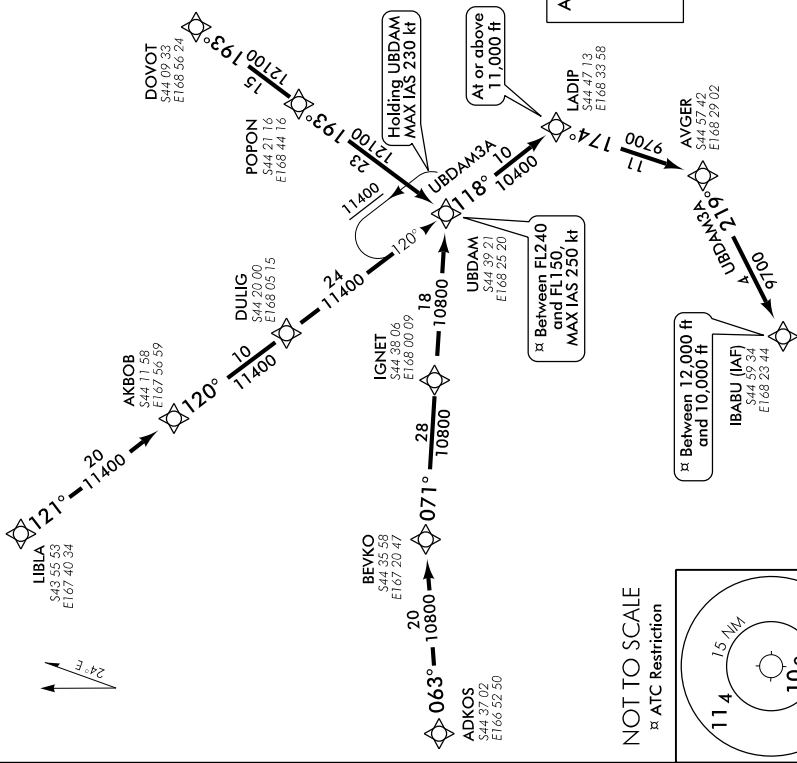 DOVOT
S44 09 33
E168 56 24
193°
15
12100
POPON
S44 21 16
E168 44 16
193°
23
12100
Holding UBDAM
MAX IAS 230 kt
At or above
11,000 ft
LADIP
S44 47 13
E168 33 58
LIBLA
S43 55 53
E167 40 34
121°
20
11400
AKBOB
S44 11 58
E167 56 59
120°
10
11400
DULIG
S44 20 00
E168 05 15
24
11400
120°
11400
UBDAM3A
118°
10
10400
174°
11
9700
AVGER
S44 57 42
E168 29 02
UBDAM3A
219°
4
9700
UBDAM
S44 39 21
E168 25 20
¤ Between FL240
and FL150,
MAX IAS 250 kt
IGNET
S44 38 06
E168 00 09
18
10800
28
10800
BEVKO
S44 35 58
E167 20 47
071°
20
10800
063°
ADKOS
S44 37 02
E166 52 50
¤ Between 12,000 ft
and 10,000 ft
IBABU (IAF)
S44 59 34
E168 23 44
24°E
NOT TO SCALE
¤ ATC Restriction
15 NM
11 4